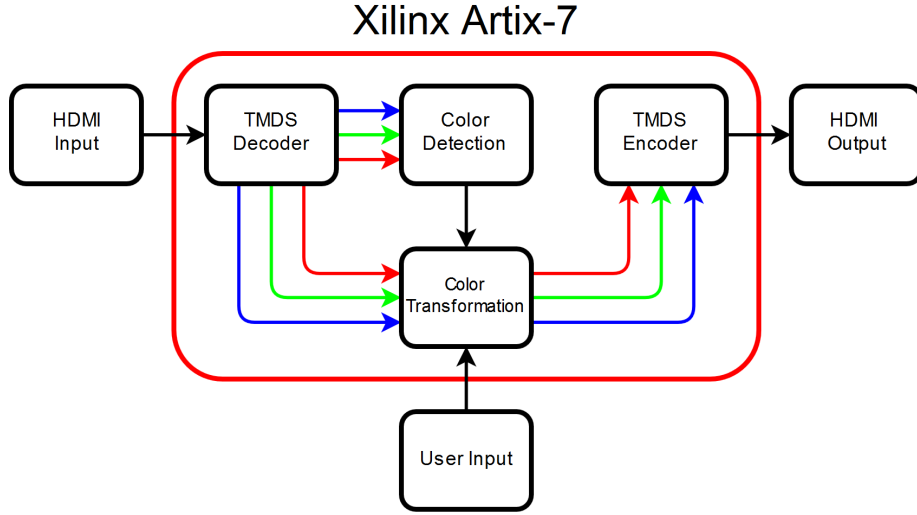 Xilinx Artix-7
HDMI
Input
TMDS
Decoder
Color
Detection
TMDS
Encoder
HDMI
Output
Color
Transformation
User Input